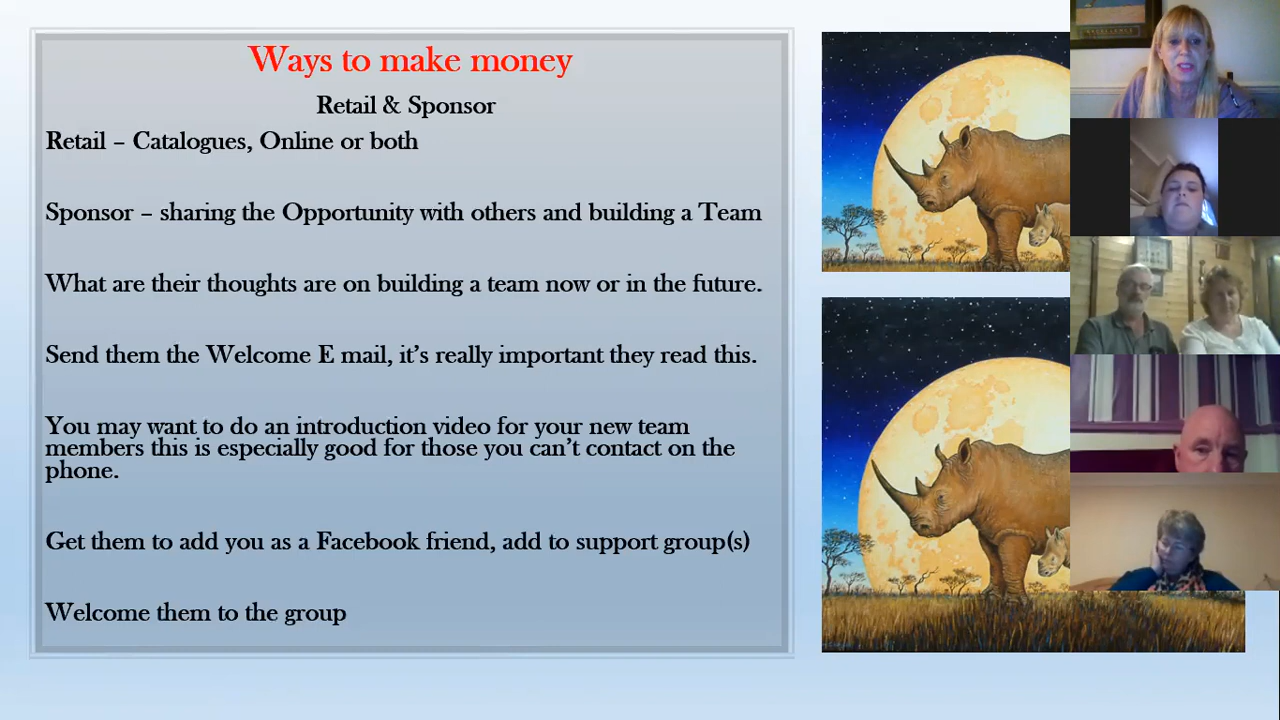 Ways to make money
Retail & Sponsor
Retail – Catalogues, Online or both
Sponsor – sharing the Opportunity with others and building a Team
What are their thoughts are on building a team now or in the future.
Send them the Welcome E mail, it's really important they read this.
You may want to do an introduction video for your new team
members this is especially good for those you can't contact on the
phone.
Get them to add you as a Facebook friend, add to support group(s)
Welcome them to the group